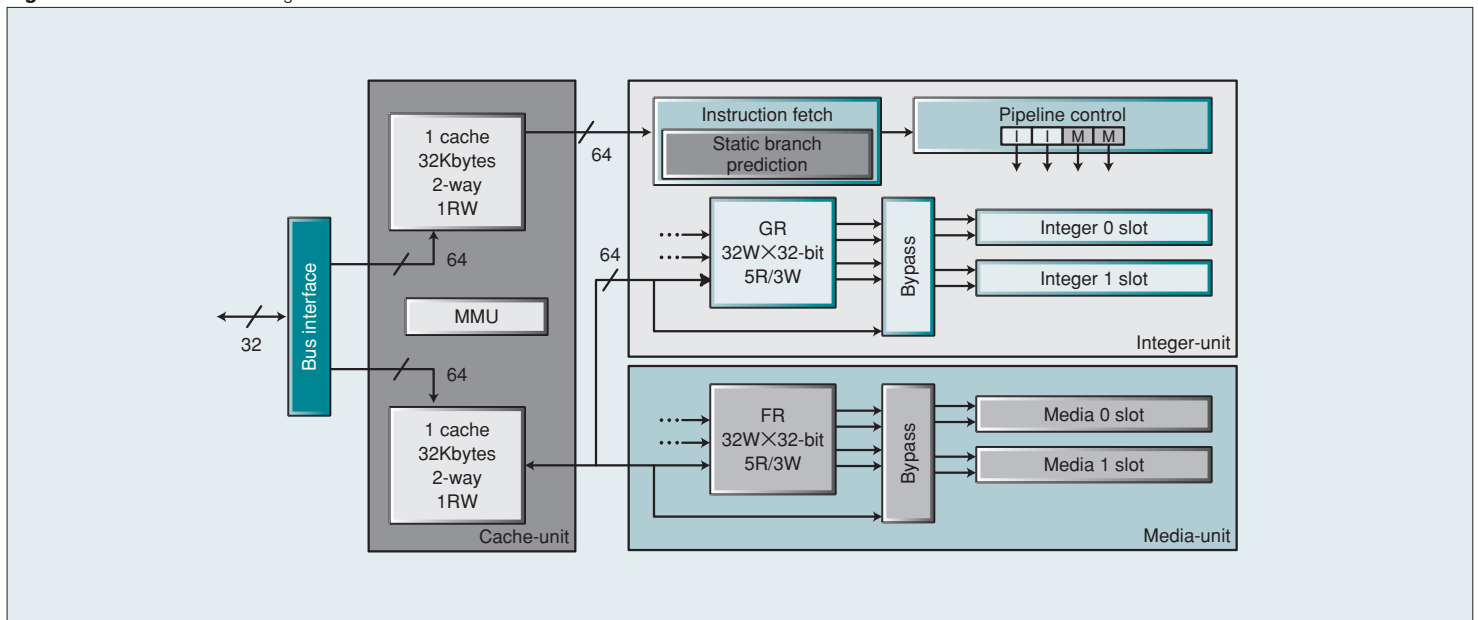 1 cache
32Kbytes
2-way
1RW
64
64
MMU
Bus interface
32
64
1 cache
32Kbytes
2-way
1RW
Cache-unit
Instruction fetch
Static branch
prediction
Pipeline control
I I M M
64
GR
32W×32-bit
5R/3W
Bypass
Integer 0 slot
Integer 1 slot
Integer-unit
FR
32W×32-bit
5R/3W
Bypass
Media 0 slot
Media 1 slot
Media-unit